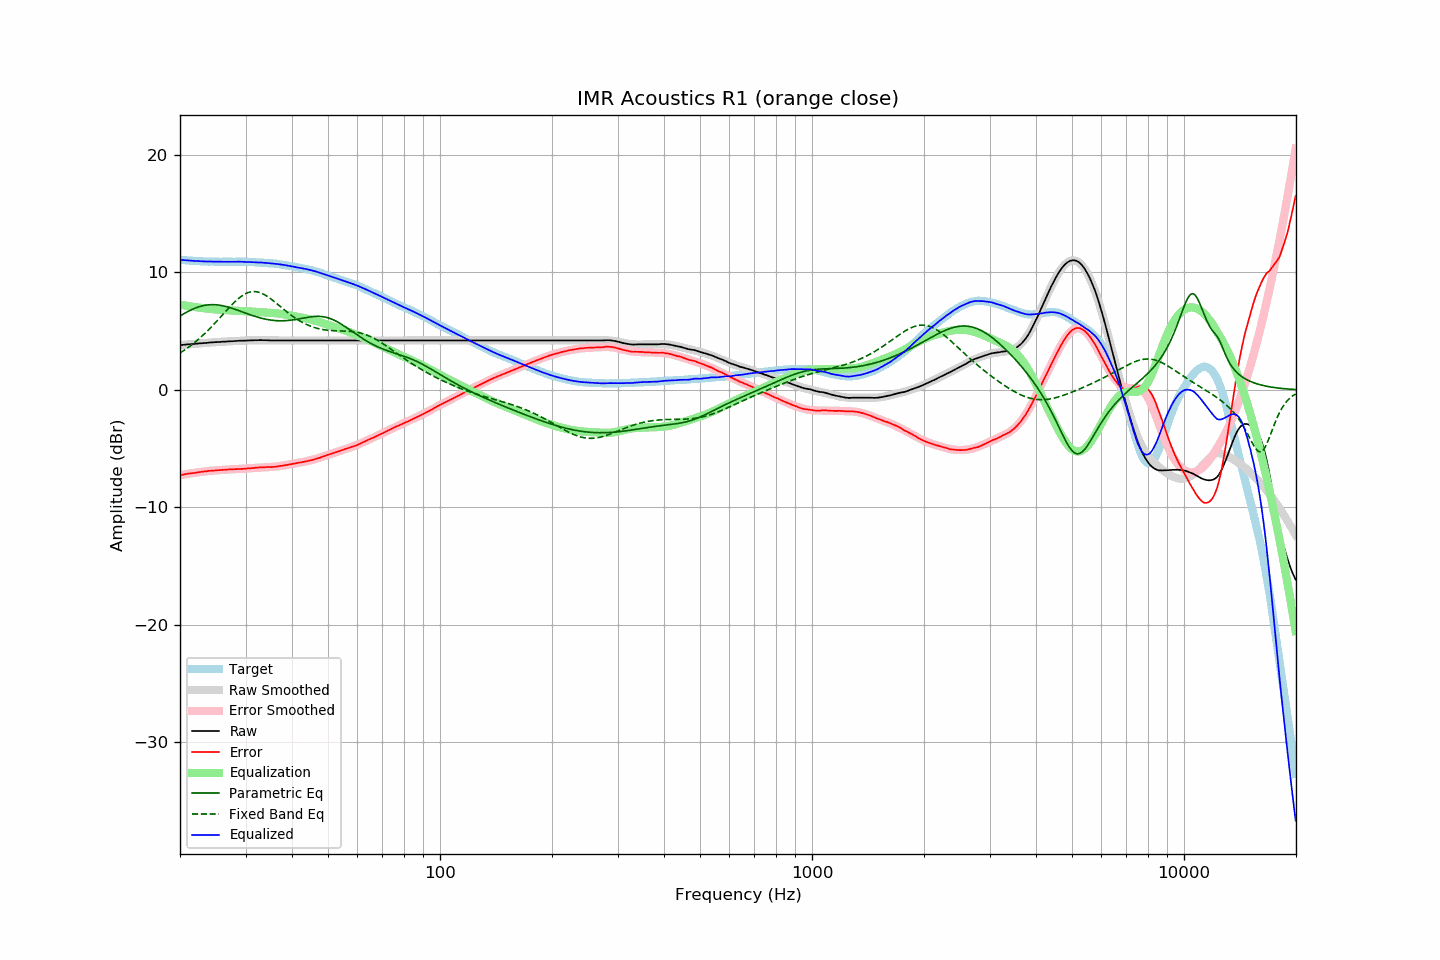 IMR Acoustics R1 (orange close)
20
10
0
−10
−20
−30
Amplitude (dBr)
Target
Raw Smoothed
Error Smoothed
Raw
Error
Equalization
Parametric Eq
Fixed Band Eq
Equalized
100 1000 10000
Frequency (Hz)